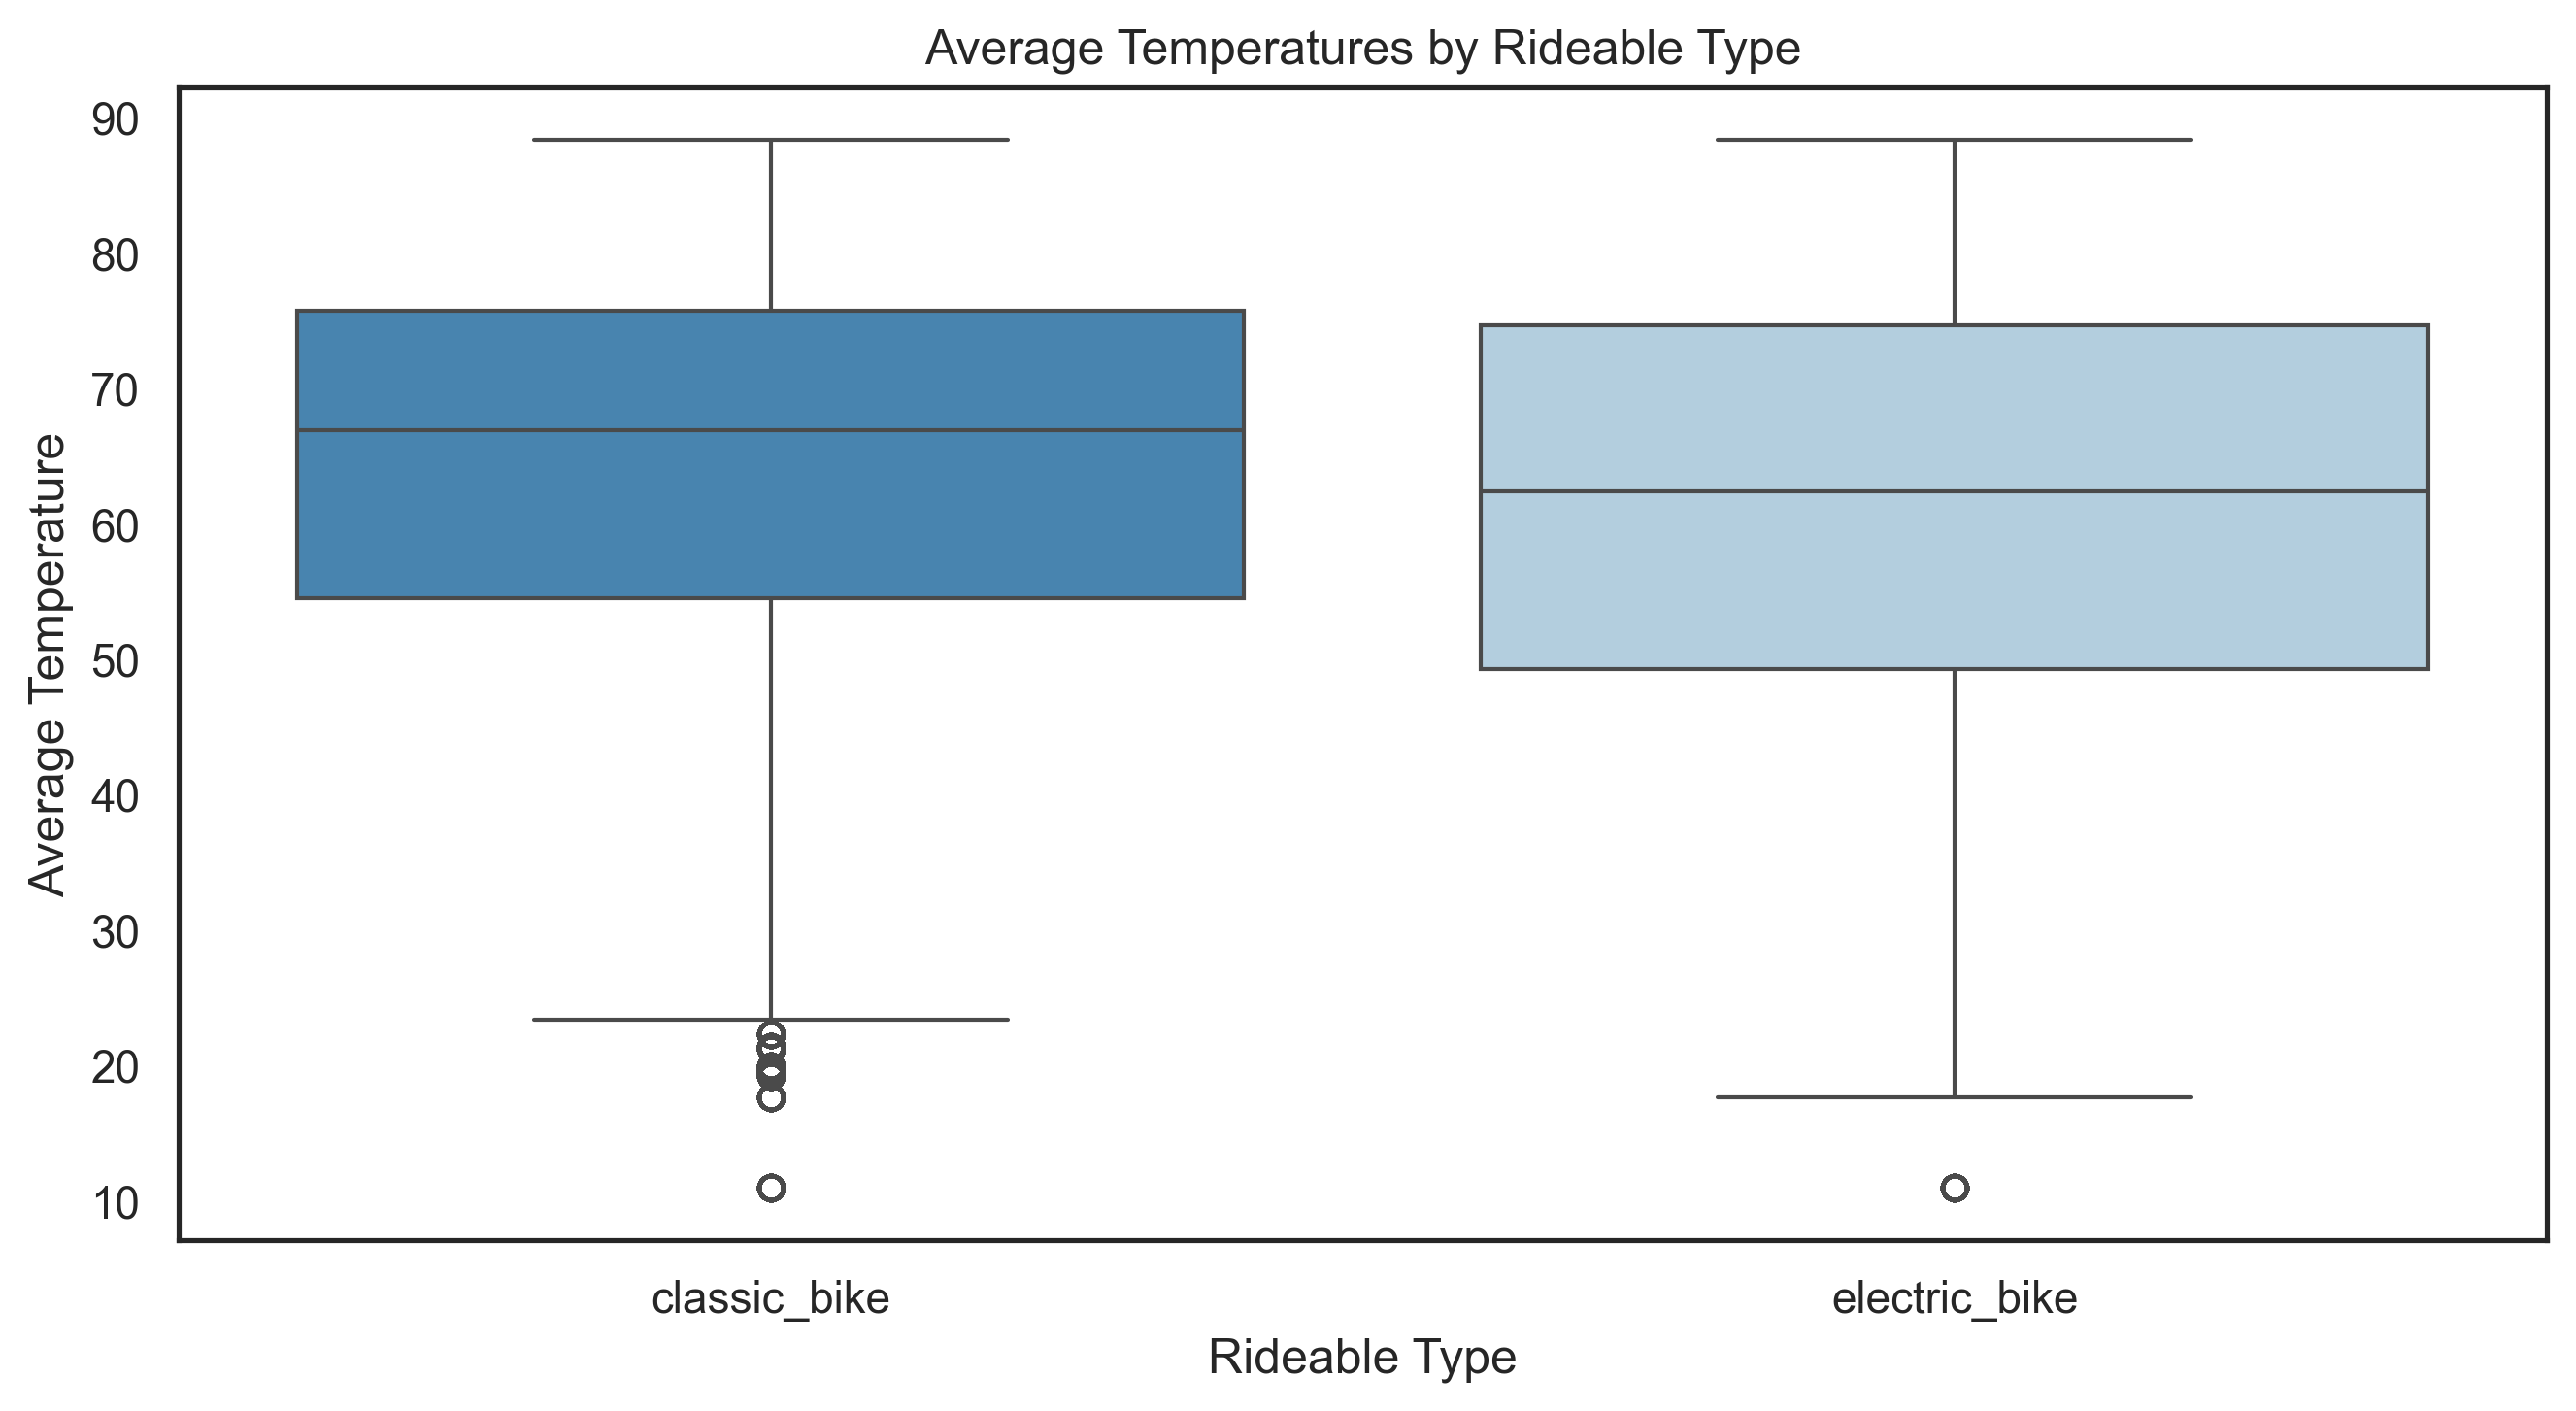 Average Temperatures by Rideable Type
Average Temperature
90
80
70
60
50
40
30
20
10
classic_bike
electric_bike
Rideable Type